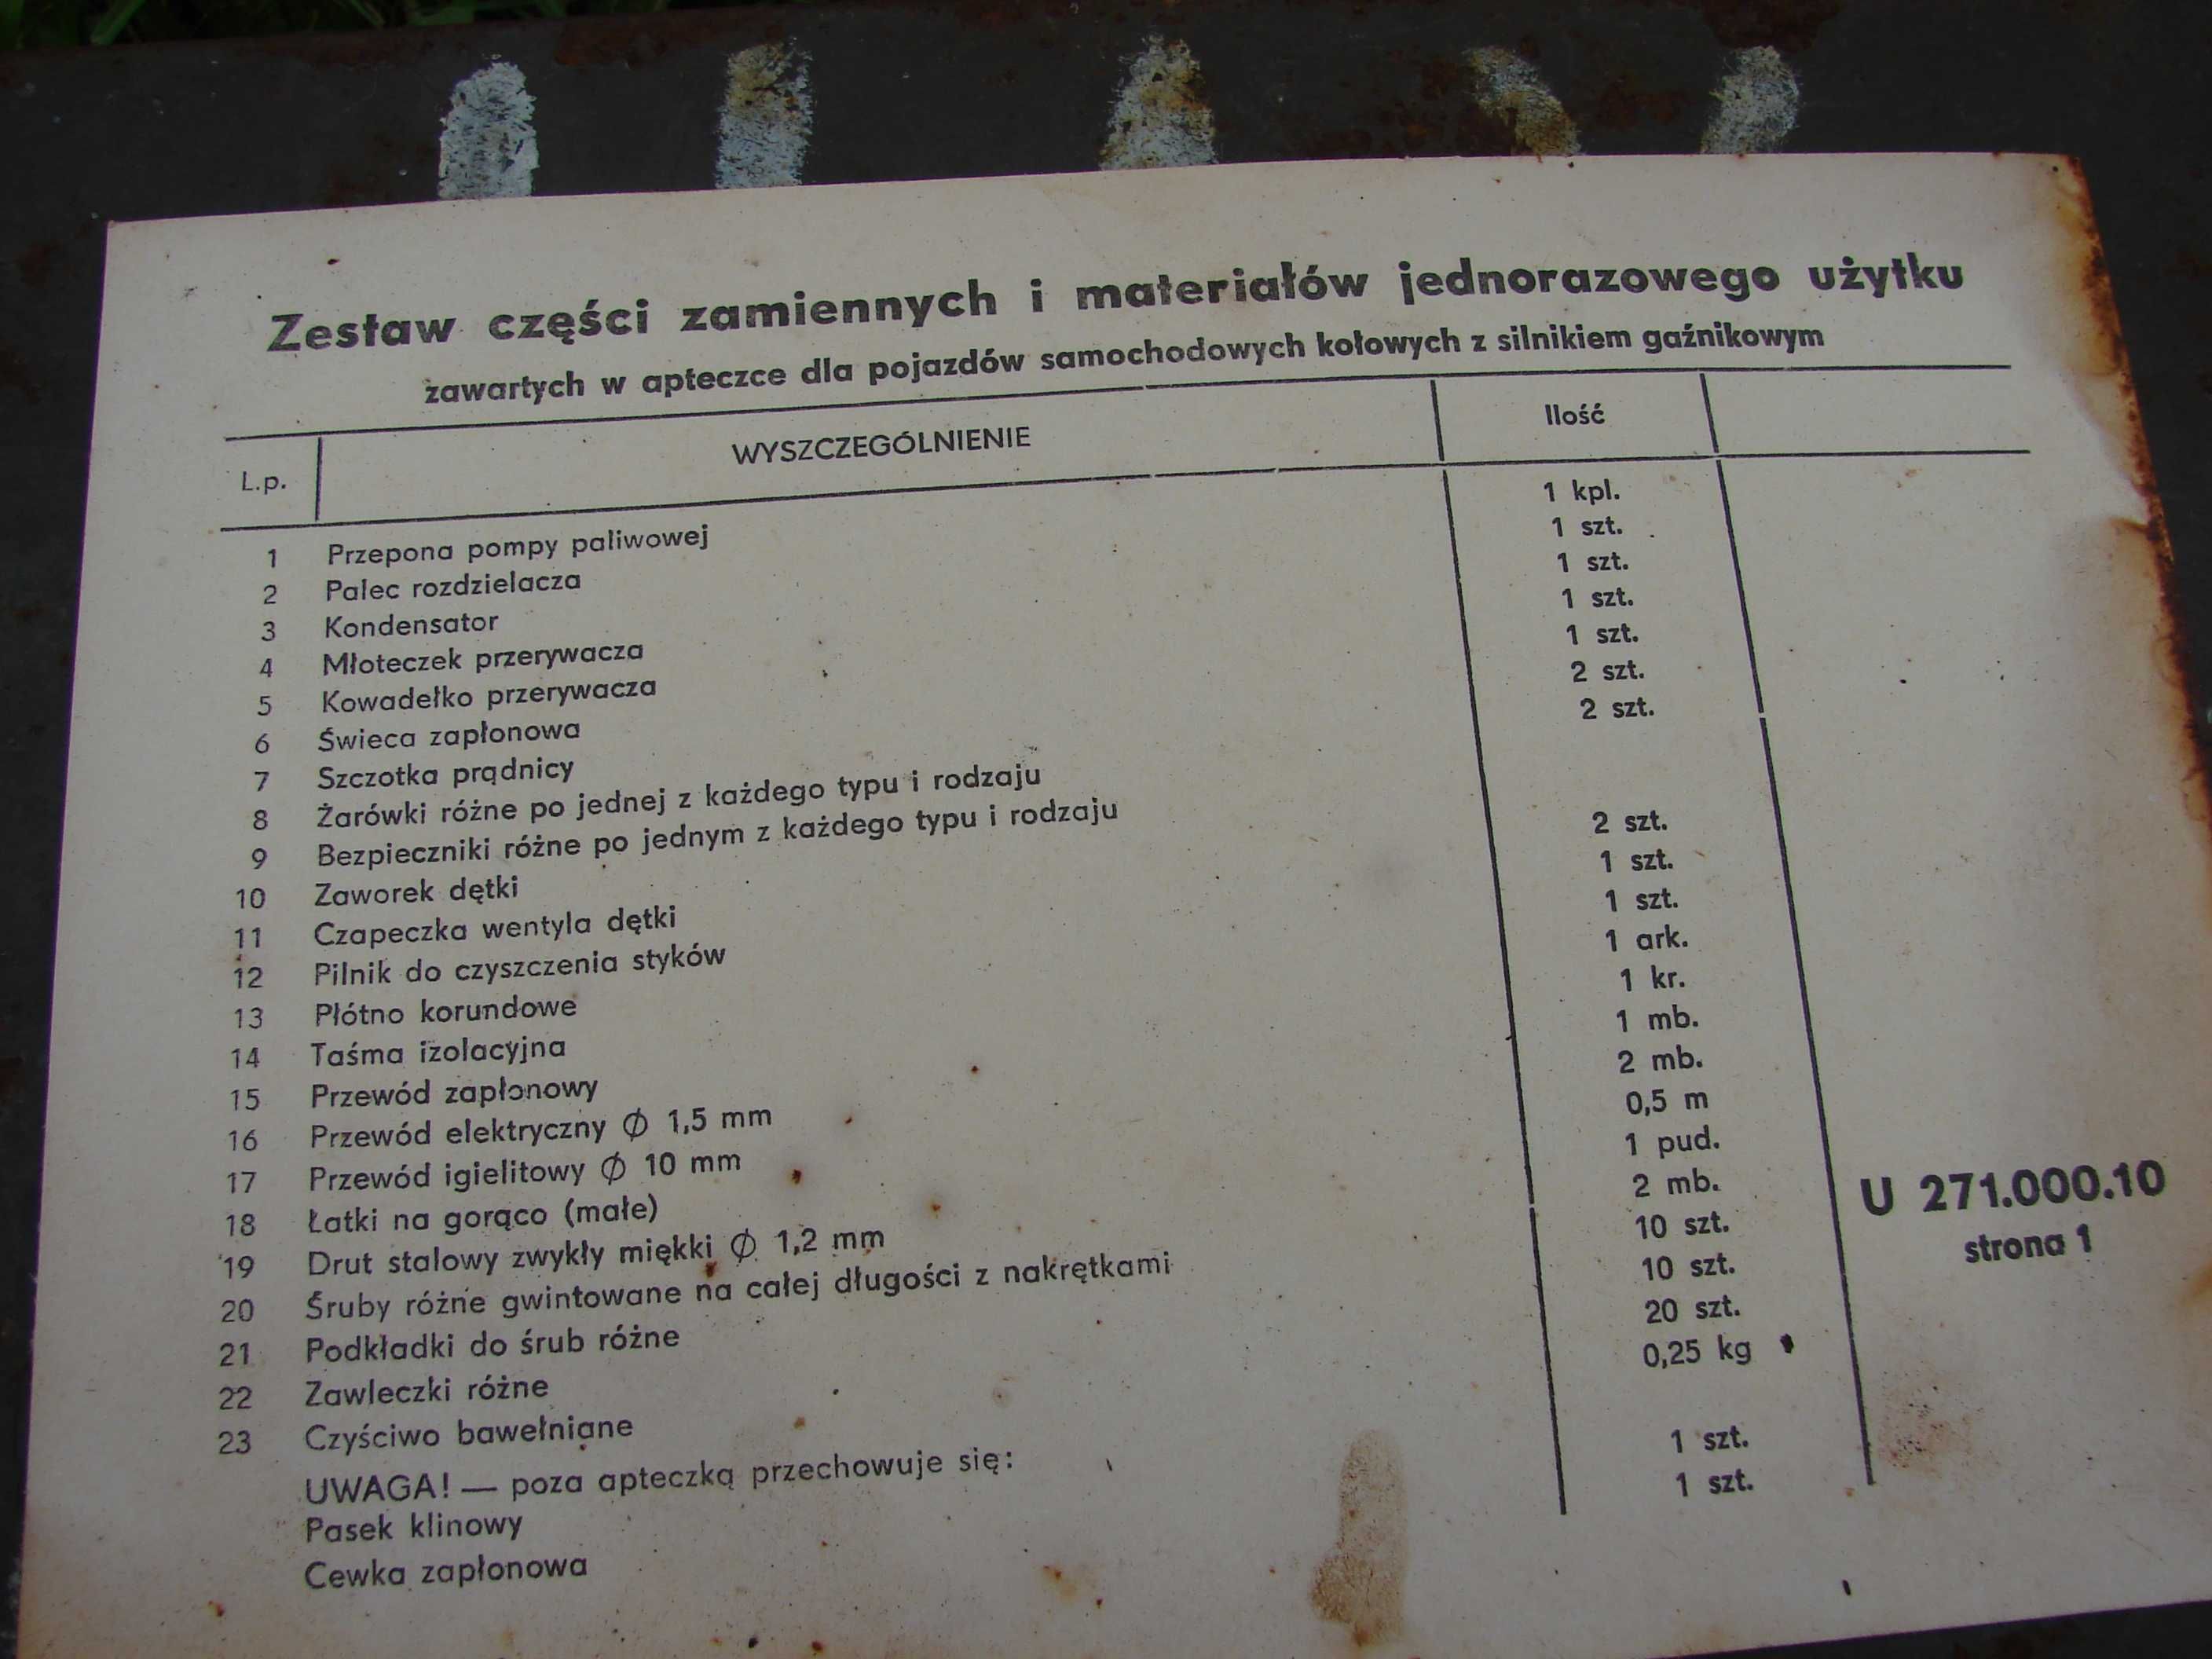 Zestaw części zamiennych i materiałów jednorazowego użytku
zawartych w apteczce dla pojazdów samochodowych kołowych z silnikiem gaźnikowym
L.p. WYSZCZEGÓLNIENIE Ilość
1 Przepona pompy paliwowej 1 kpl.
2 Palec rozdzielacza 1 szt.
3 Kondensator 1 szt.
4 Młoteczek przerywacza 1 szt.
5 Kowadełko przerywacza 1 szt.
6 Świeca zapłonowa 2 szt.
7 Szczotka prądnicy 2 szt.
8 Żarówki różne po jednej z każdego typu i rodzaju
9 Bezpieczniki różne po jednym z każdego typu i rodzaju
10 Zaworek dętki 2 szt.
11 Czapeczka wentyla dętki 1 szt.
12 Pilnik do czyszczenia styków 1 szt.
13 Płótno korundowe 1 ark.
14 Taśma izolacyjna 1 kr.
15 Przewód zapłonowy 1 mb.
16 Przewód elektryczny ∅ 1,5 mm 2 mb.
17 Przewód igielitowy ∅ 10 mm 0,5 m
18 Łatki na gorąco (małe) 1 pud.
19 Drut stalowy zwykły miękki ∅ 1,2 mm 2 mb.
20 Śruby różne gwintowane na całej długości z nakrętkami 10 szt.
21 Podkładki do śrub różne 10 szt.
22 Zawleczki różne 20 szt.
23 Czyściwo bawełniane 0,25 kg
UWAGA! — poza apteczką przechowuje się:
Pasek klinowy 1 szt.
Cewka zapłonowa 1 szt.
U 271.000.10
strona 1